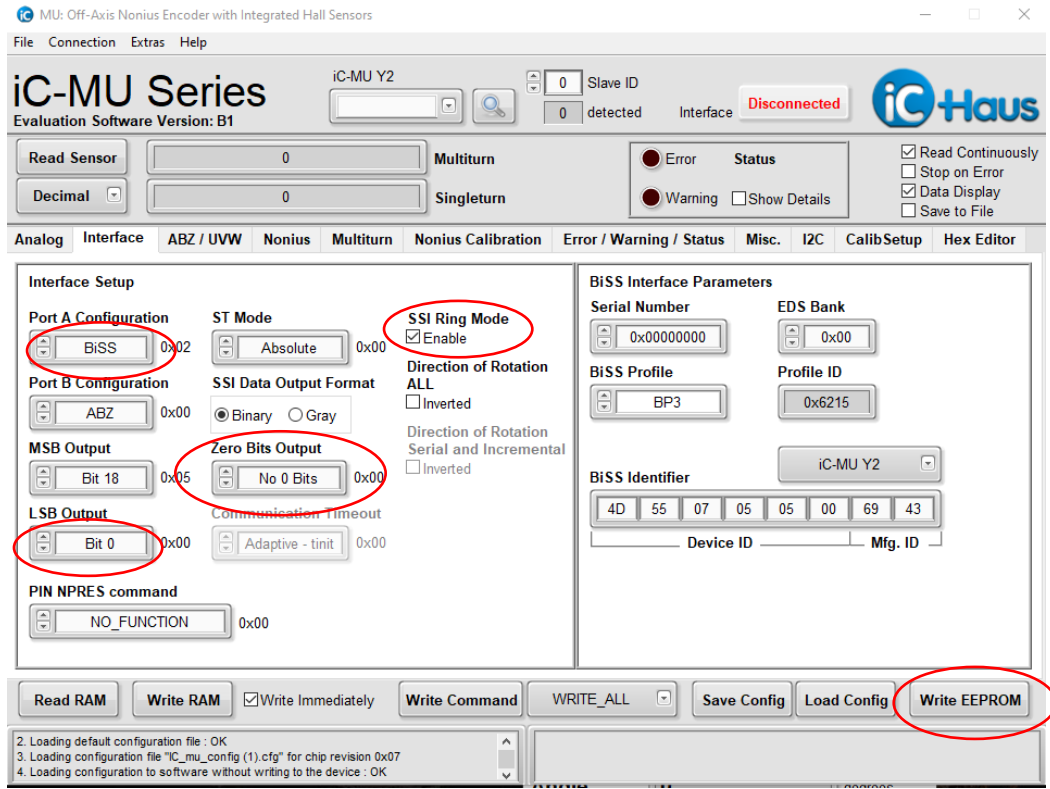 MU: Off-Axis Nonius Encoder with Integrated Hall Sensors
File Connection Extras Help
iC-MU Series
Evaluation Software Version: B1
iC-MU Y2
0 Slave ID
0 detected
Interface Disconnected
iC Haus
Read Sensor 0 Multiturn
Decimal 0 Singleturn
Error Status
Warning Show Details
Read Continuously
Stop on Error
Data Display
Save to File
Analog Interface ABZ / UVW Nonius Multiturn Nonius Calibration Error / Warning / Status Misc. I2C CalibSetup Hex Editor
Interface Setup
Port A Configuration
BiSS 0x02
ST Mode
Absolute 0x00
SSI Ring Mode
Enable
Port B Configuration
ABZ 0x00
SSI Data Output Format
Binary Gray
Direction of Rotation
ALL
Inverted
MSB Output
Bit 18 0x05
Zero Bits Output
No 0 Bits 0x00
Direction of Rotation
Serial and Incremental
Inverted
LSB Output
Bit 0 0x00
Communication Timeout
Adaptive - tinit 0x00
PIN NPRES command
NO_FUNCTION 0x00
BiSS Interface Parameters
Serial Number
0x00000000
EDS Bank
0x00
BiSS Profile
BP3
Profile ID
0x6215
iC-MU Y2
BiSS Identifier
4D 55 07 05 05 00 69 43
Device ID Mfg. ID
Read RAM Write RAM Write Immediately Write Command WRITE_ALL Save Config Load Config Write EEPROM
2. Loading default configuration file : OK
3. Loading configuration file "IC_mu_config (1).cfg" for chip revision 0x07
4. Loading configuration to software without writing to the device : OK